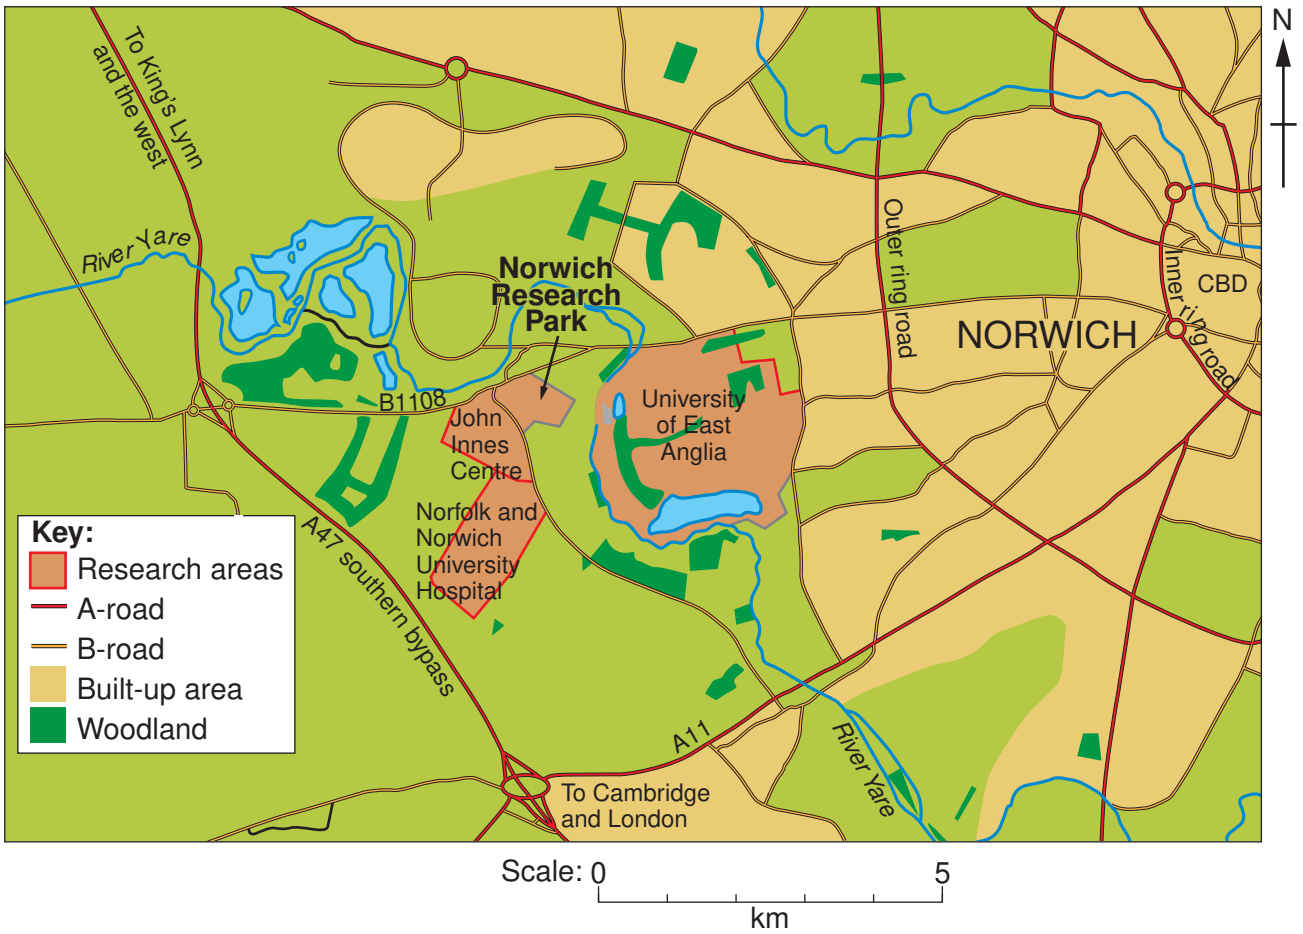 To King's Lynn
and the west
N
River Yare
Norwich
Research
Park
Outer ring road
Inner ring road
CBD
NORWICH
B1108
John
Innes
Centre
University
of East
Anglia
Norfolk and
Norwich
University
Hospital
A47 southern bypass
A11
River Yare
To Cambridge
and London
Key:
Research areas
A-road
B-road
Built-up area
Woodland
Scale: 0 5
km